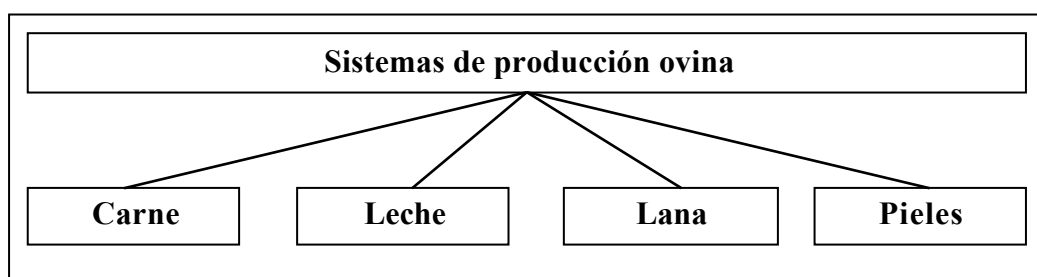 Sistemas de producción ovina
Carne
Leche
Lana
Pieles